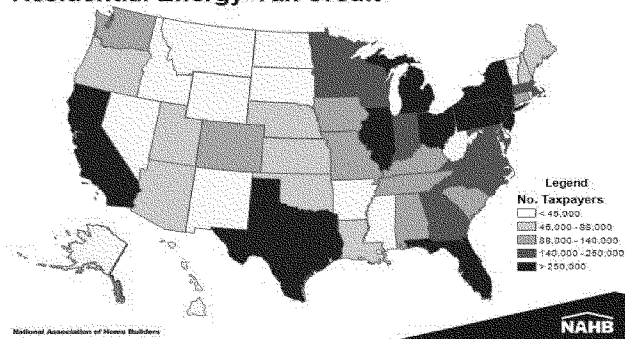 Residential Energy Tax Credit
Legend
No. Taxpayers
< 45,000
45,000 - 88,000
88,000 - 140,000
140,000 - 250,000
> 250,000
National Association of Home Builders
NAHB